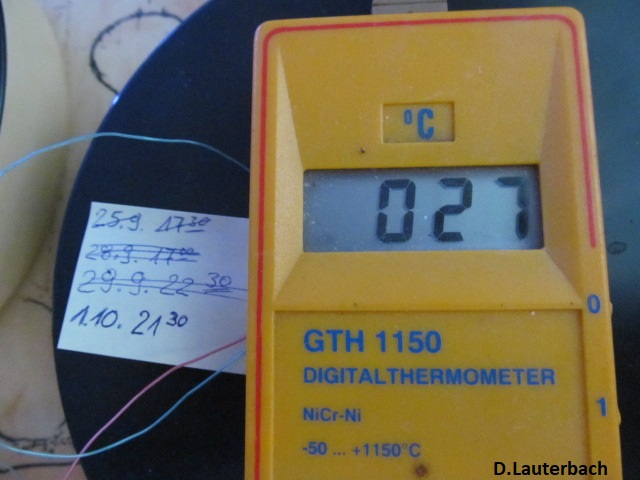 °C
027
25.9. 17³⁰
28.9. 17⁰⁰
29.9. 22 ³⁰
1.10. 21³⁰
0
GTH 1150
DIGITALTHERMOMETER
1
NiCr-Ni
-50 ... +1150°C
D.Lauterbach